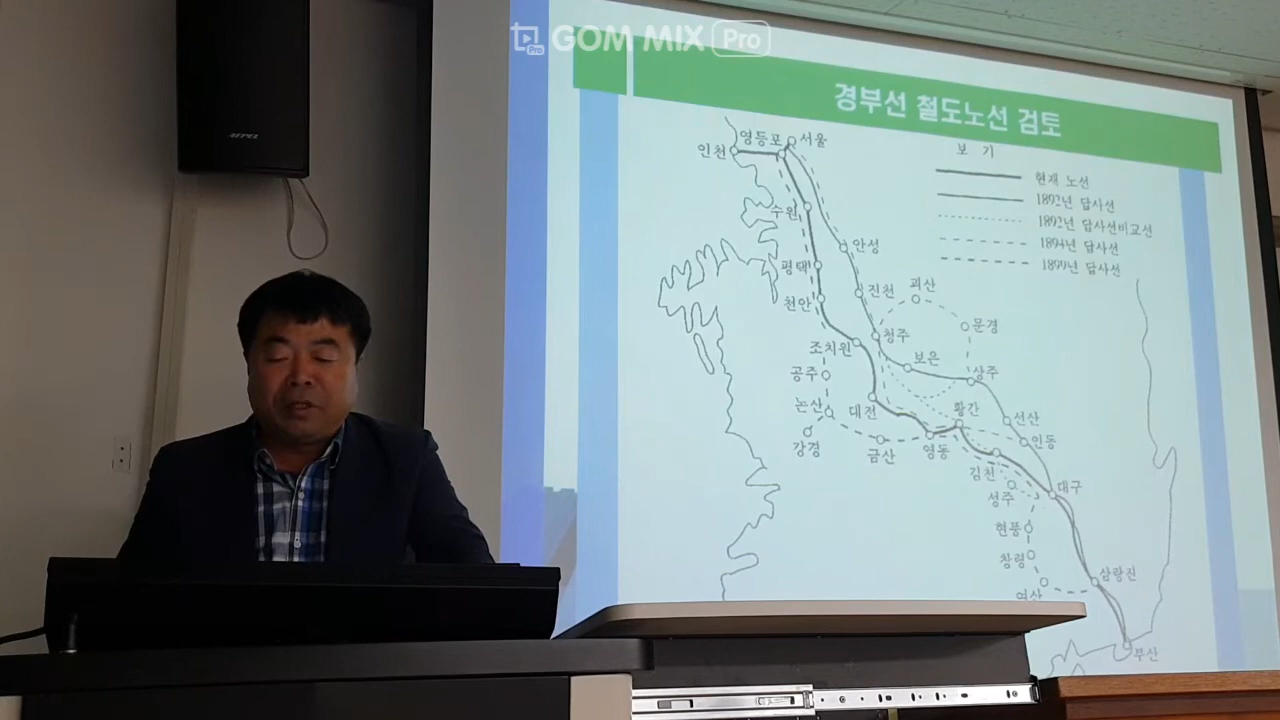 GOM MIX Pro
Pro
경부선 철도노선 검토
보 기
현재 노선
1892년 답사선
1892년 답사선비교선
1894년 답사선
1899년 답사선
영등포
서울
인천
수원
안성
평택
진천
괴산
천안
청주
문경
조치원
보은
공주
상주
논산
대전
황간
선산
강경
금산
영동
인동
김천
성주
대구
현풍
창령
삼랑진
부산